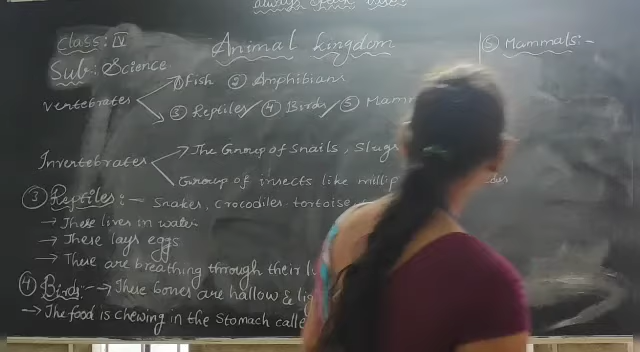 always speak
Class: IV
Sub: Science
Animal kingdom
Vertebrates
① Fish ② Amphibians
③ Reptiles/ ④ Birds/ ⑤ Mamm
Invertebrates
The Group of Snails, Slugs
Group of insects like millip
③ Reptiles:- Snakes, Crocodiles tortoise
→ These lives in water
→ These lays eggs
→ These are breathing through their lu
④ Birds:- → These bones are hallow & lig
→ The food is chewing in the stomach calle
⑤ Mammals:-